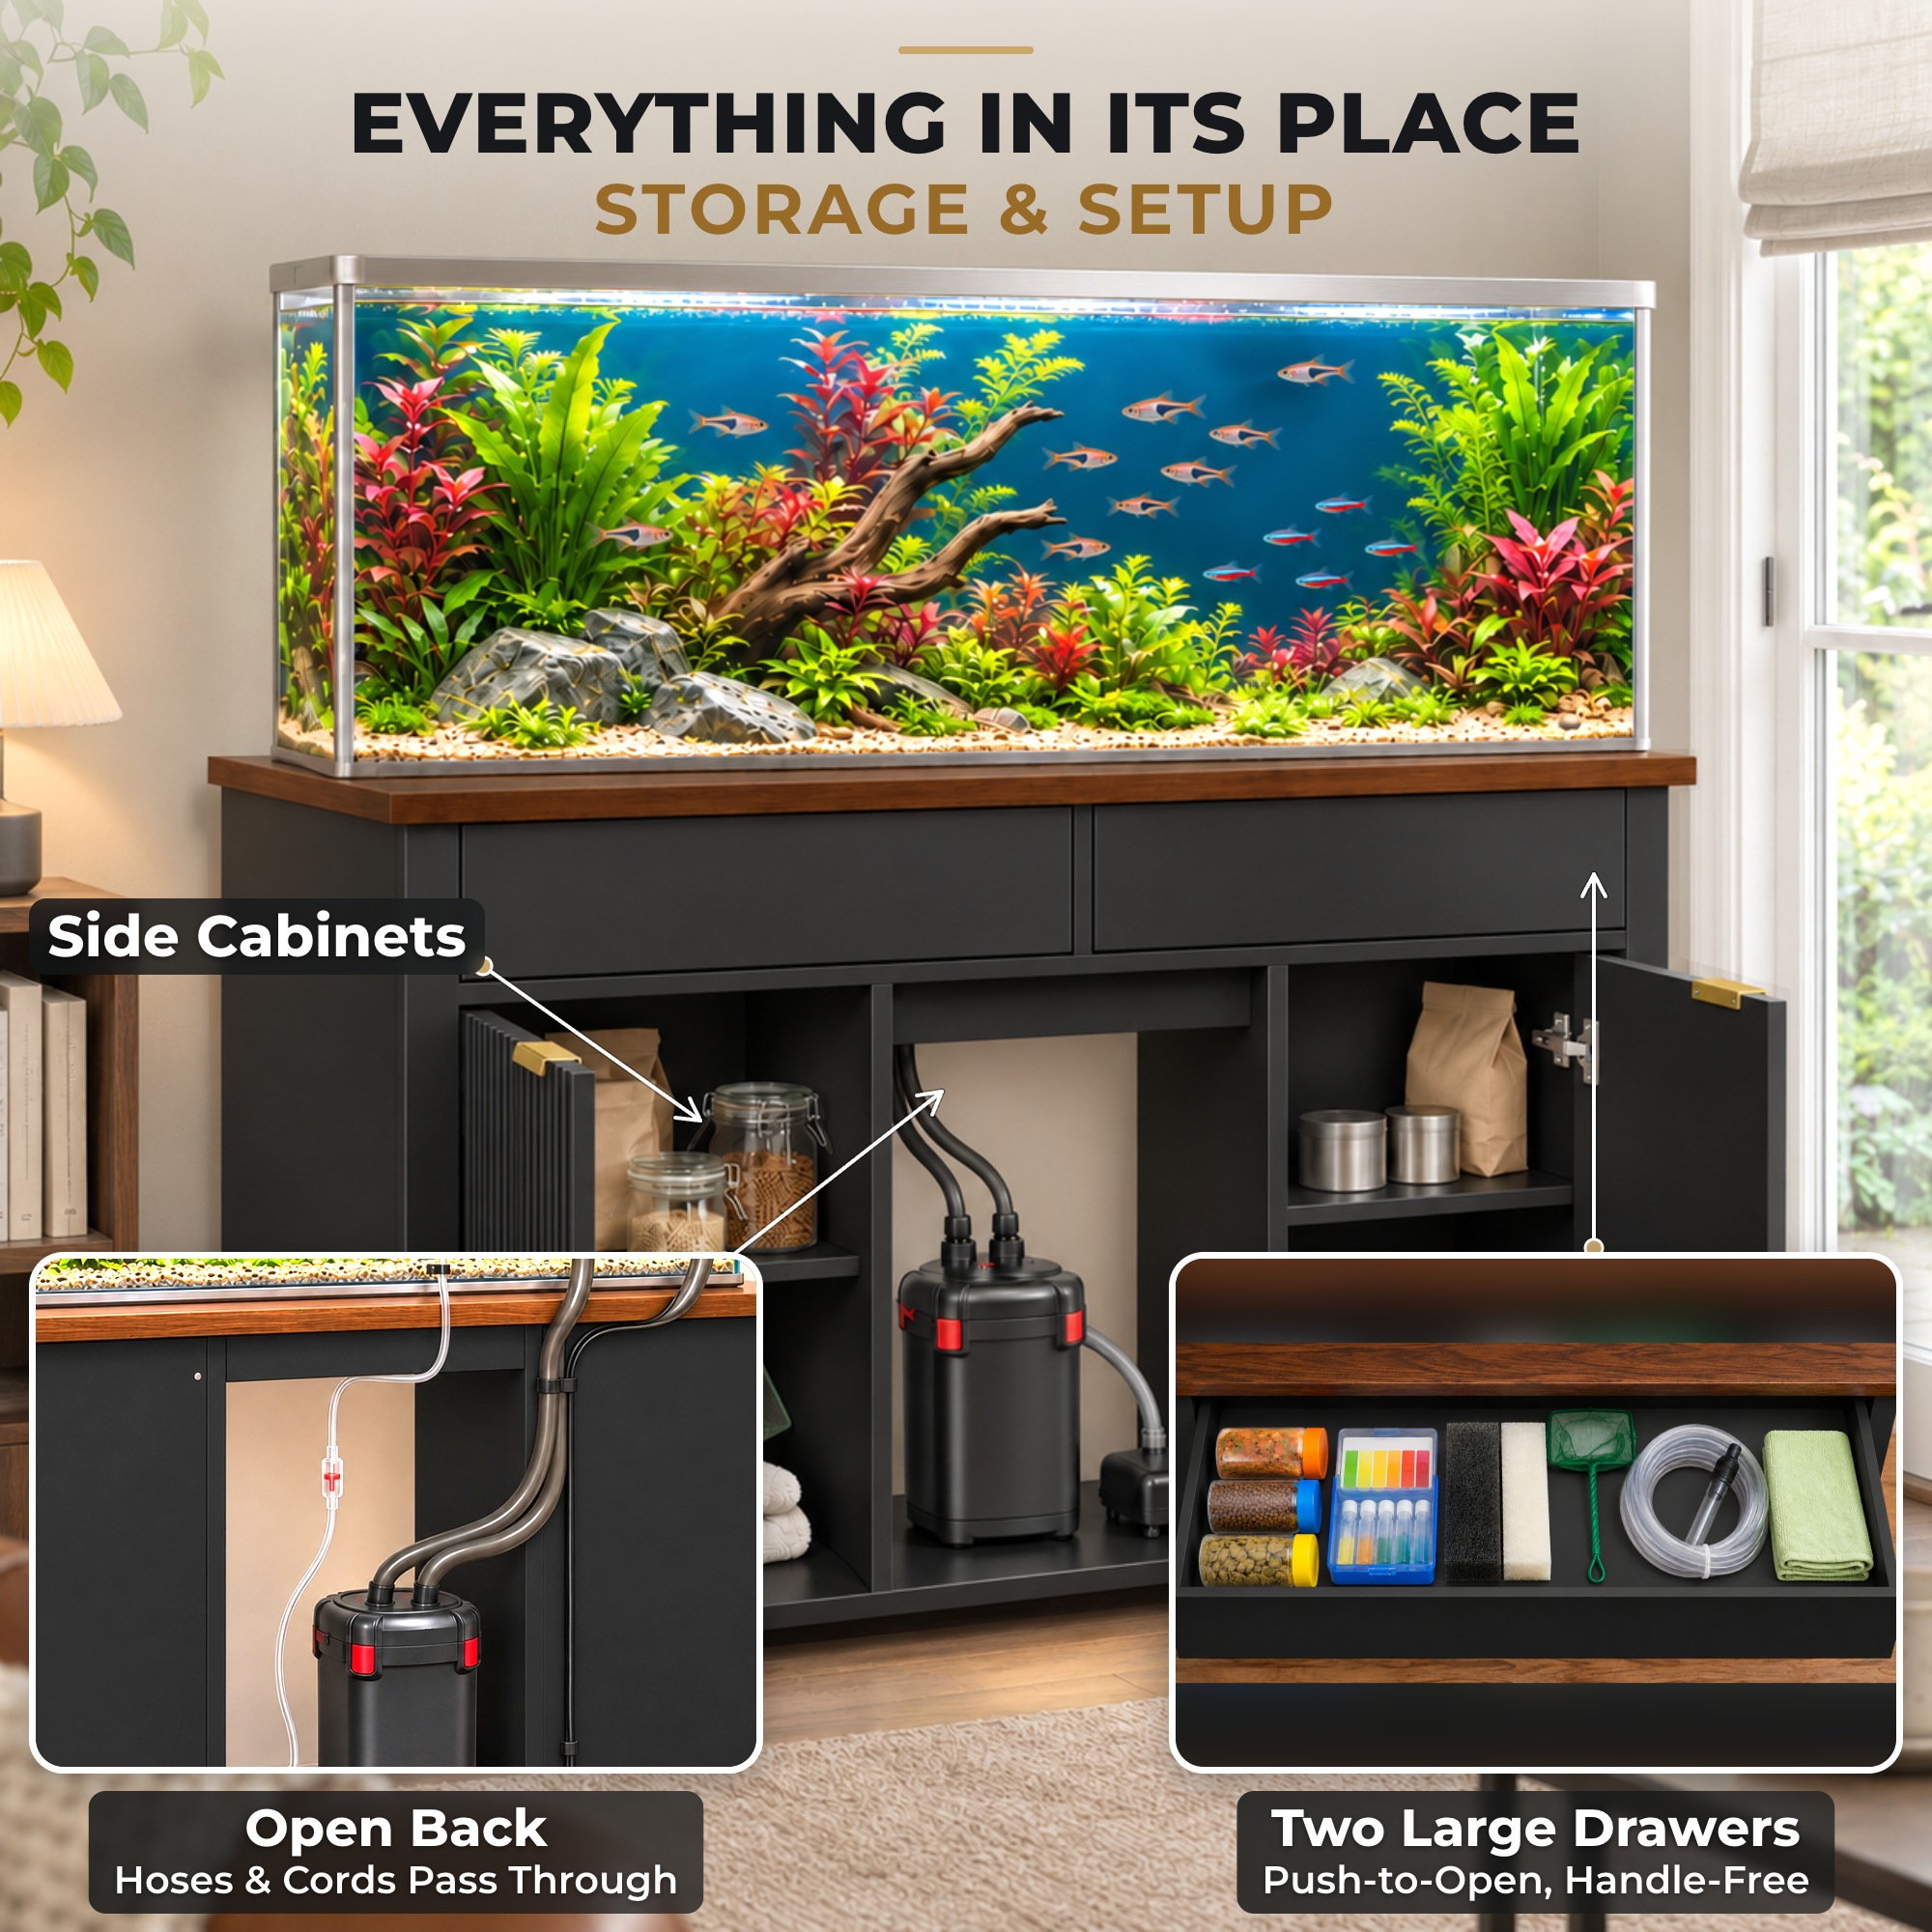 EVERYTHING IN ITS PLACE
STORAGE & SETUP
Side Cabinets
Open Back
Hoses & Cords Pass Through
Two Large Drawers
Push-to-Open, Handle-Free